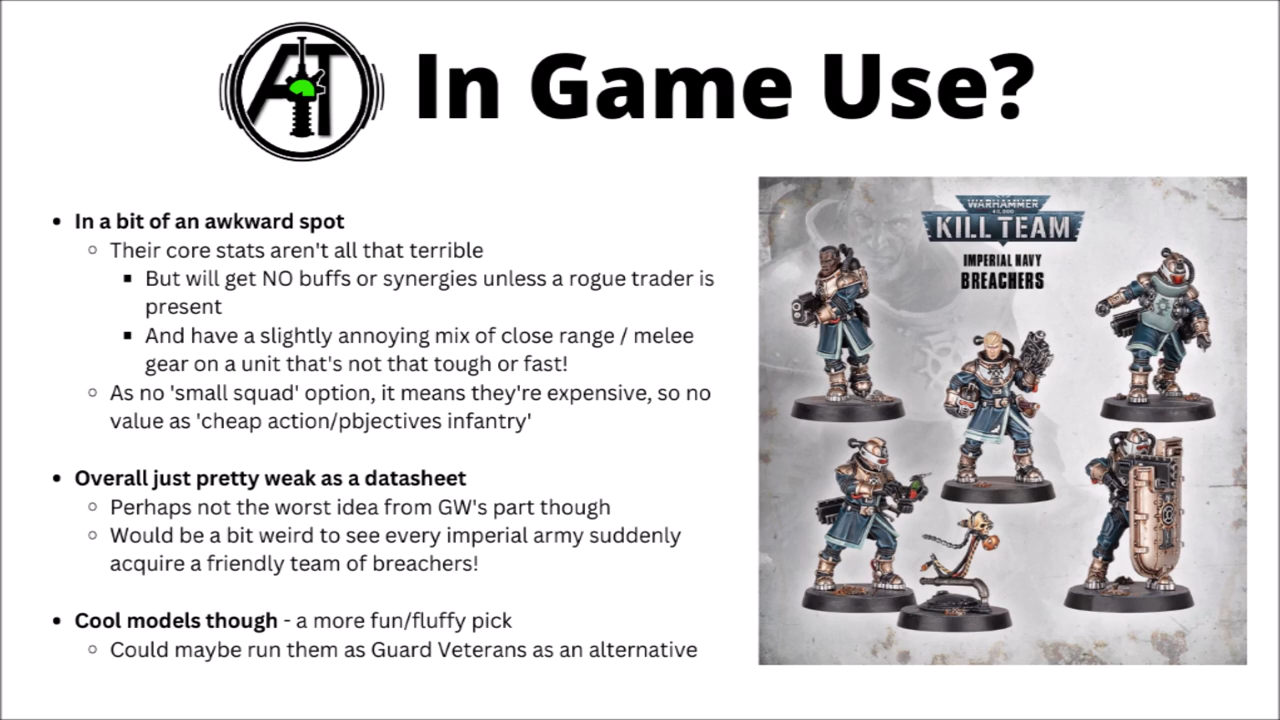 AT
In Game Use?
• In a bit of an awkward spot
◦ Their core stats aren't all that terrible
▪ But will get NO buffs or synergies unless a rogue trader is
present
▪ And have a slightly annoying mix of close range / melee
gear on a unit that's not that tough or fast!
◦ As no 'small squad' option, it means they're expensive, so no
value as 'cheap action/pbjectives infantry'
• Overall just pretty weak as a datasheet
◦ Perhaps not the worst idea from GW's part though
◦ Would be a bit weird to see every imperial army suddenly
acquire a friendly team of breachers!
• Cool models though - a more fun/fluffy pick
◦ Could maybe run them as Guard Veterans as an alternative
WARHAMMER
40,000
KILL TEAM
IMPERIAL NAVY
BREACHERS